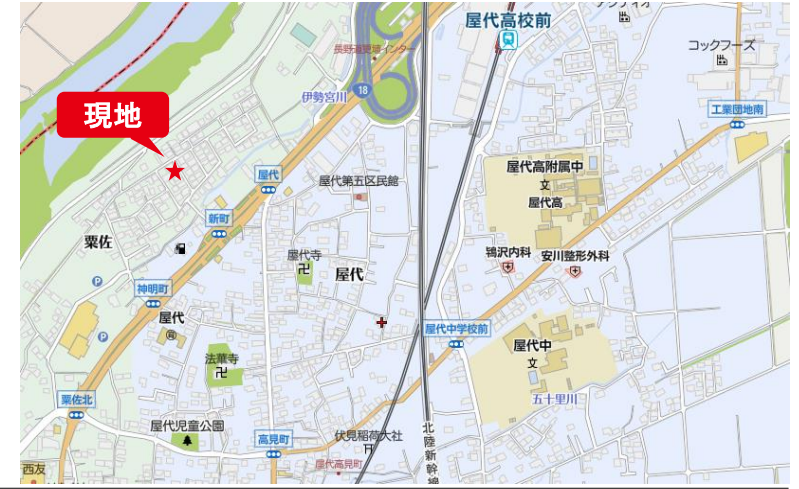 屋代高校前
コックフーズ
長野道更埴インター
伊勢宮川
18
現地
工業団地南
屋代
屋代第五区民館
屋代高附属中
文
屋代高
新町
粟佐
屋代寺
卍
屋代
鴇沢内科
安川整形外科
P
神明町
屋代
P
屋代中学校前
屋代中
文
法華寺
卍
五十里川
粟佐北
屋代児童公園
高見町
伏見稲荷大社
北陸新幹線
西友
屋代高見町